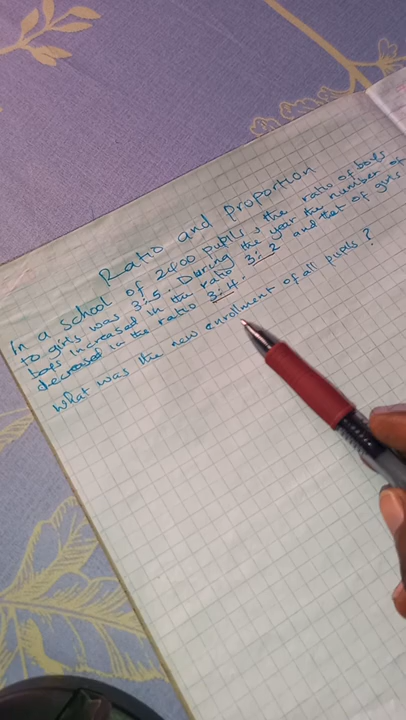 Ratio and Proportion
In a school of 2400 pupils, the ratio of boys
to girls was 3:5. During the year the number of
boys increased in the ratio 3:2 and that of girls
decreased in the ratio 3:4.
What was the new enrollment of all pupils?